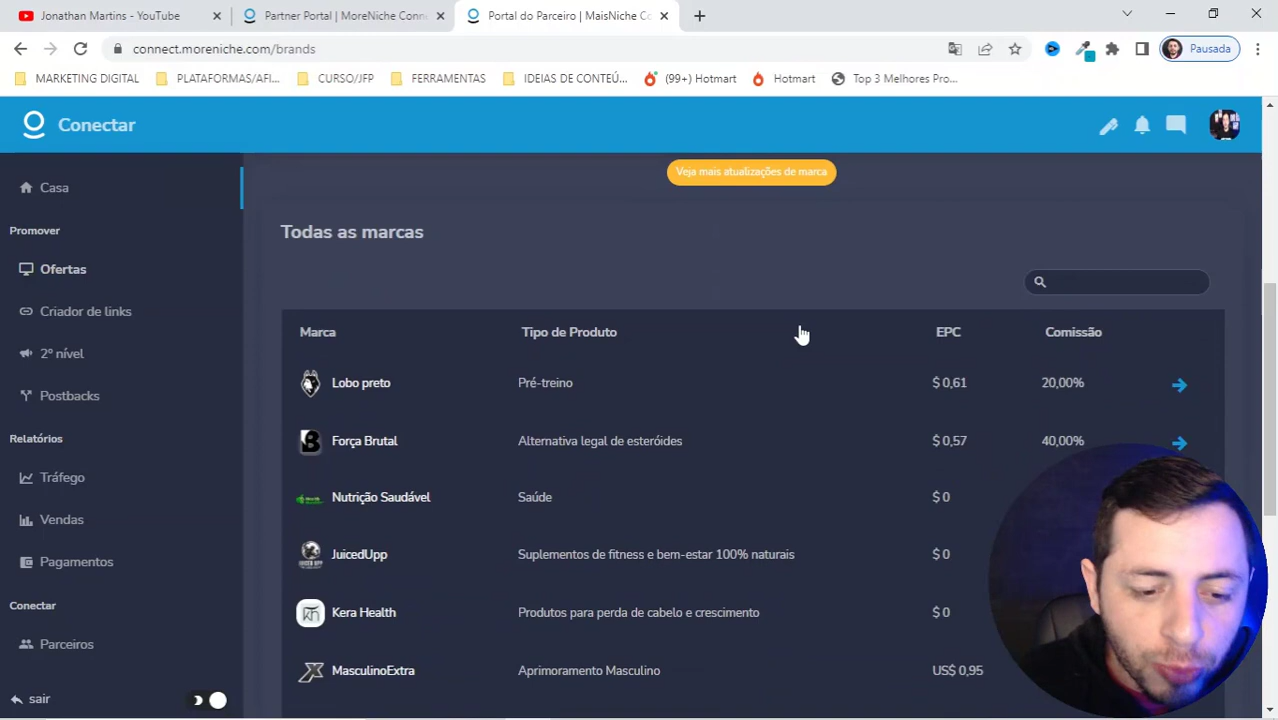 Jonathan Martins - YouTube
Partner Portal | MoreNiche Conne
Portal do Parceiro | MaisNiche Co
connect.moreniche.com/brands
Pausada
MARKETING DIGITAL
PLATAFORMAS/AFI...
CURSO/JFP
FERRAMENTAS
IDEIAS DE CONTEÚ...
(99+) Hotmart
Hotmart
Top 3 Melhores Pro...
Conectar
Casa
Promover
Ofertas
Criador de links
2º nível
Postbacks
Relatórios
Tráfego
Vendas
Pagamentos
Conectar
Parceiros
sair
Veja mais atualizações de marca
Todas as marcas
Marca Tipo de Produto EPC Comissão
Lobo preto Pré-treino $ 0,61 20,00%
Força Brutal Alternativa legal de esteróides $ 0,57 40,00%
Nutrição Saudável Saúde $ 0
JuicedUpp Suplementos de fitness e bem-estar 100% naturais $ 0
Kera Health Produtos para perda de cabelo e crescimento $ 0
MasculinoExtra Aprimoramento Masculino US$ 0,95